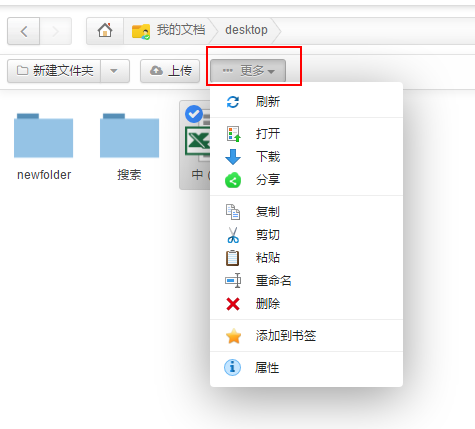 我的文档 desktop
新建文件夹 上传 更多
刷新
打开
下载
分享
复制
剪切
粘贴
重命名
删除
添加到书签
属性
newfolder 搜索 中 (